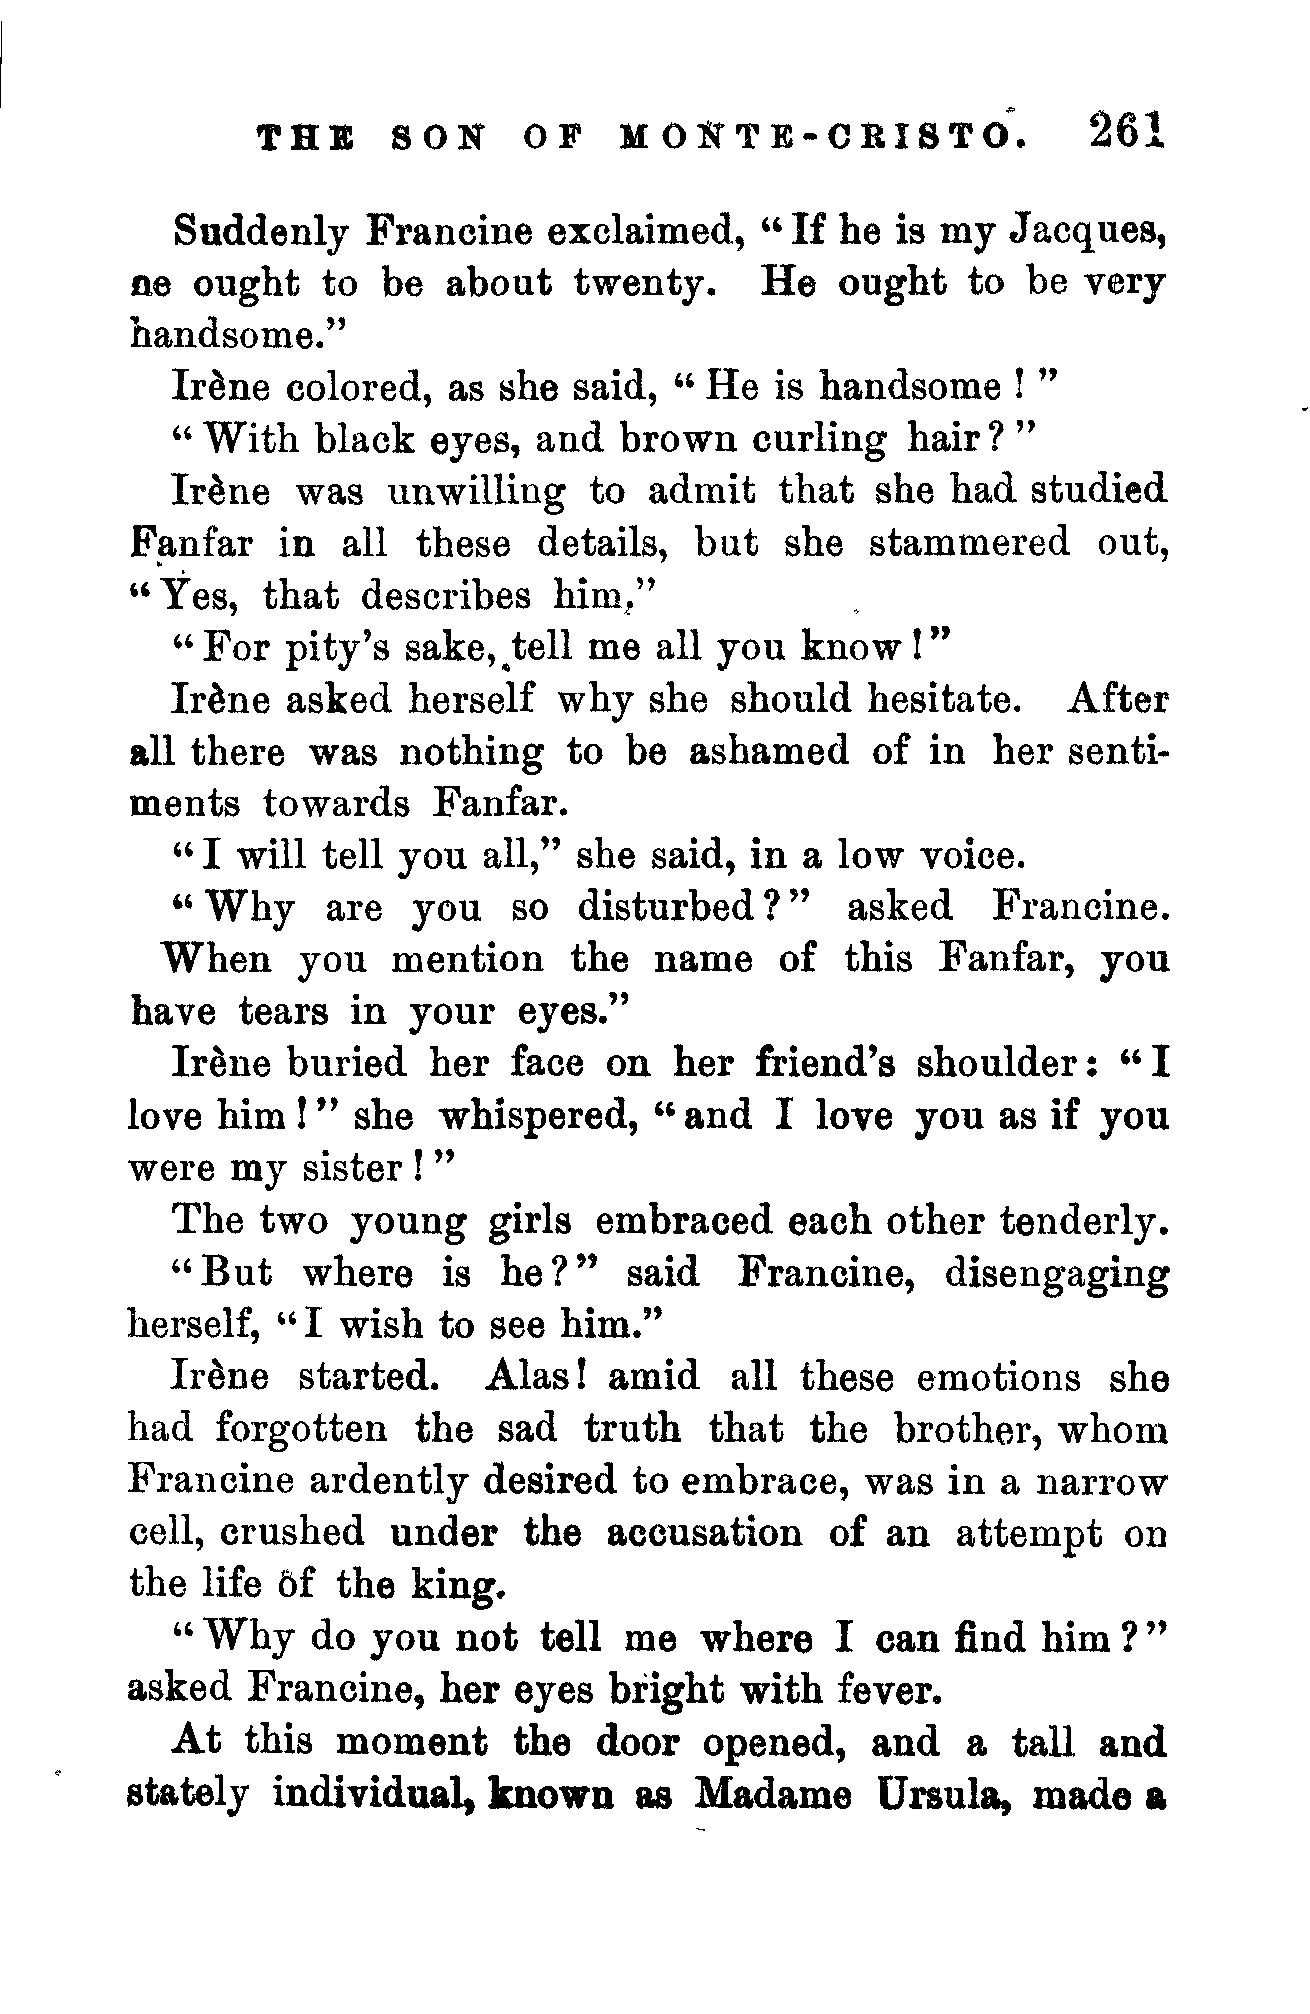 THE SON OF MONTE-CRISTO. 261
Suddenly Francine exclaimed, “If he is my Jacques,
he ought to be about twenty. He ought to be very
handsome.”
Irène colored, as she said, “He is handsome!”
“With black eyes, and brown curling hair?”
Irène was unwilling to admit that she had studied
Fanfar in all these details, but she stammered out,
“Yes, that describes him.”
“For pity’s sake, tell me all you know!”
Irène asked herself why she should hesitate. After
all there was nothing to be ashamed of in her senti-
ments towards Fanfar.
“I will tell you all,” she said, in a low voice.
“Why are you so disturbed?” asked Francine.
When you mention the name of this Fanfar, you
have tears in your eyes.”
Irène buried her face on her friend’s shoulder: “I
love him!” she whispered, “and I love you as if you
were my sister!”
The two young girls embraced each other tenderly.
“But where is he?” said Francine, disengaging
herself, “I wish to see him.”
Irène started. Alas! amid all these emotions she
had forgotten the sad truth that the brother, whom
Francine ardently desired to embrace, was in a narrow
cell, crushed under the accusation of an attempt on
the life of the king.
“Why do you not tell me where I can find him?”
asked Francine, her eyes bright with fever.
At this moment the door opened, and a tall and
stately individual, known as Madame Ursula, made a